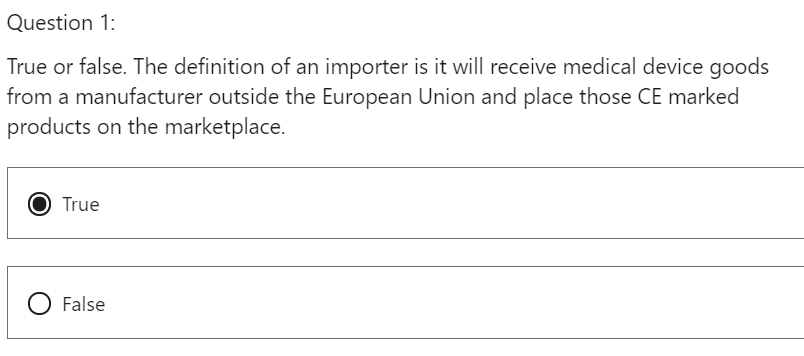 Question 1:
True or false. The definition of an importer is it will receive medical device goods
from a manufacturer outside the European Union and place those CE marked
products on the marketplace.
True
False